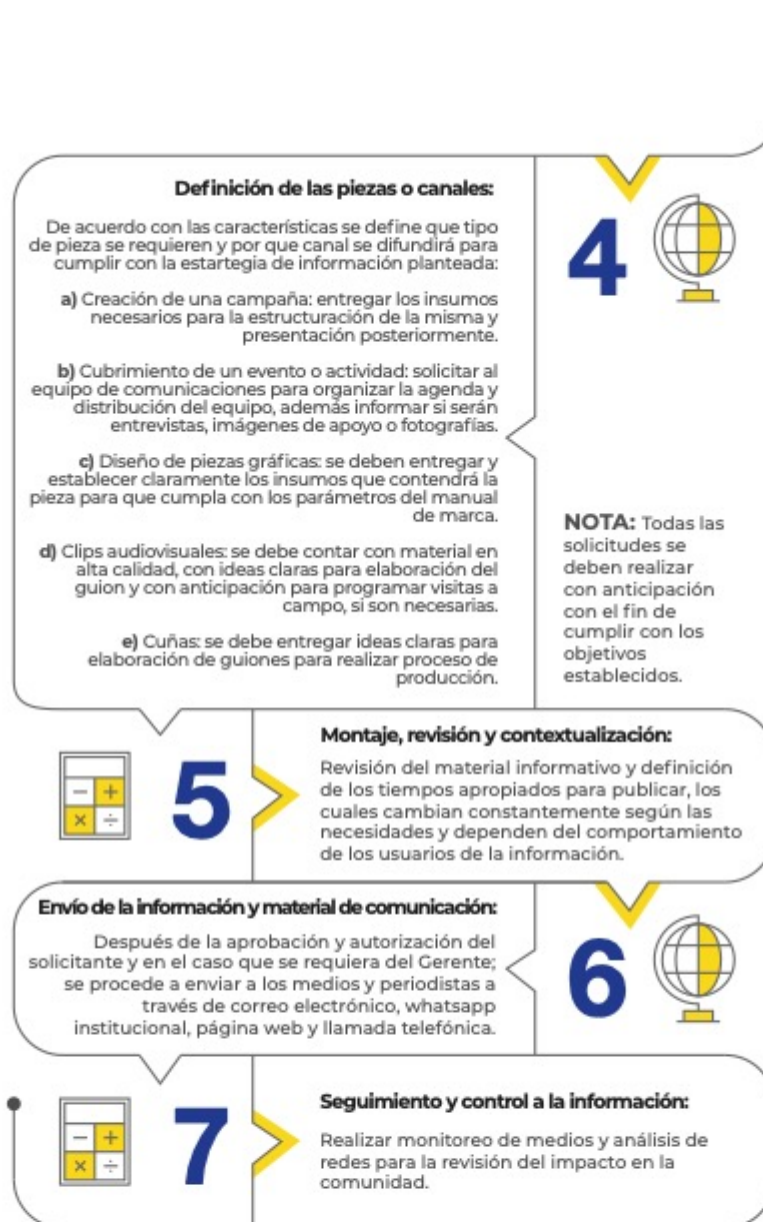 Definición de las piezas o canales:
De acuerdo con las características se define que tipo
de pieza se requieren y por que canal se difundirá para
cumplir con la estartegia de información planteada:
a) Creación de una campaña: entregar los insumos
necesarios para la estructuración de la misma y
presentación posteriormente.
b) Cubrimiento de un evento o actividad: solicitar al
equipo de comunicaciones para organizar la agenda y
distribución del equipo, además informar si serán
entrevistas, imágenes de apoyo o fotografías.
c) Diseño de piezas gráficas: se deben entregar y
establecer claramente los insumos que contendrá la
pieza para que cumpla con los parámetros del manual
de marca.
d) Clips audiovisuales: se debe contar con material en
alta calidad, con ideas claras para elaboración del
guion y con anticipación para programar visitas a
campo, si son necesarias.
e) Cuñas: se debe entregar ideas claras para
elaboración de guiones para realizar proceso de
producción.
4
NOTA: Todas las
solicitudes se
deben realizar
con anticipación
con el fin de
cumplir con los
objetivos
establecidos.
5
Montaje, revisión y contextualización:
Revisión del material informativo y definición
de los tiempos apropiados para publicar, los
cuales cambian constantemente según las
necesidades y dependen del comportamiento
de los usuarios de la información.
Envío de la información y material de comunicación:
Después de la aprobación y autorización del
solicitante y en el caso que se requiera del Gerente;
se procede a enviar a los medios y periodistas a
través de correo electrónico, whatsapp
institucional, página web y llamada telefónica.
6
7
Seguimiento y control a la información:
Realizar monitoreo de medios y análisis de
redes para la revisión del impacto en la
comunidad.